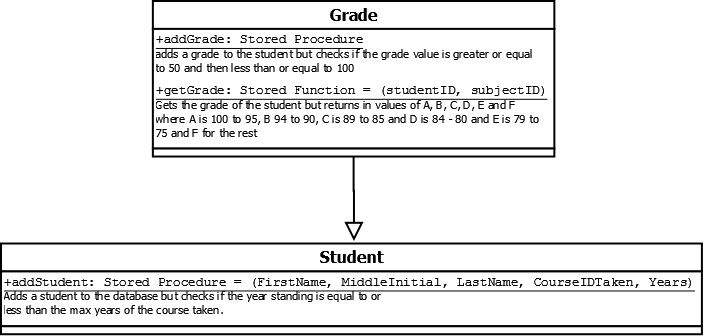 Grade
+addGrade: Stored Procedure
adds a grade to the student but checks if the grade value is greater or equal
to 50 and then less than or equal to 100
+getGrade: Stored Function = (studentID, subjectID)
Gets the grade of the student but returns in values of A, B, C, D, E and F
where A is 100 to 95, B 94 to 90, C is 89 to 85 and D is 84 - 80 and E is 79 to
75 and F for the rest
Student
+addStudent: Stored Procedure = (FirstName, MiddleInitial, LastName, CourseIDTaken, Years)
Adds a student to the database but checks if the year standing is equal to or
less than the max years of the course taken.